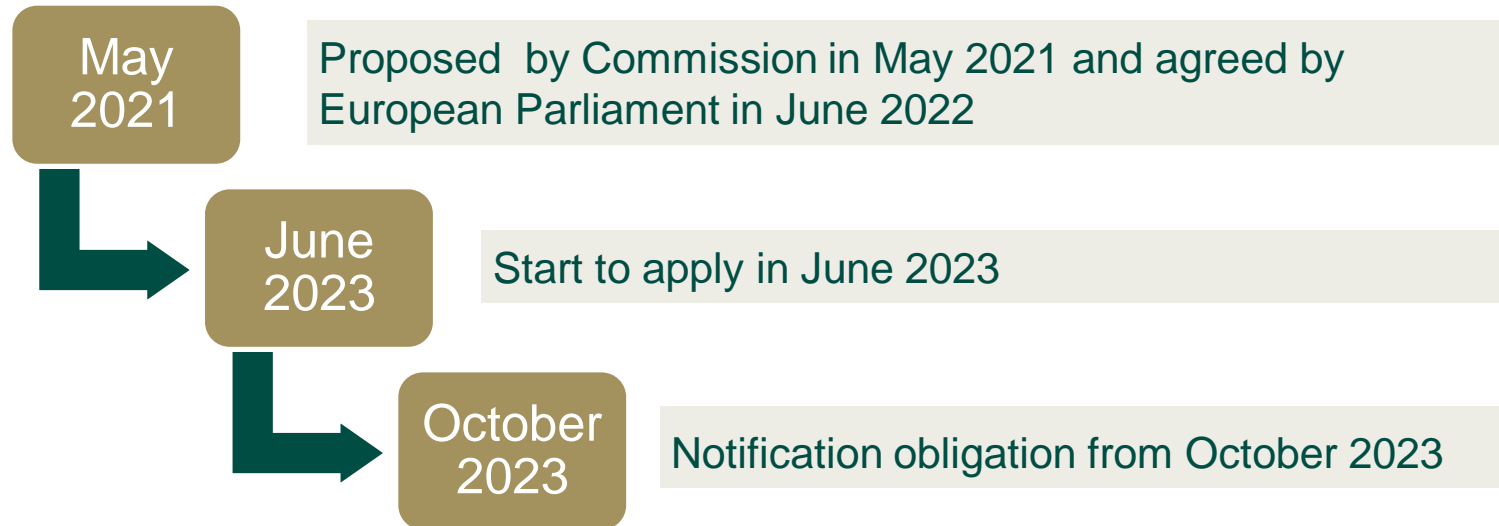 May
2021
Proposed  by Commission in May 2021 and agreed by
European Parliament in June 2022
June
2023
Start to apply in June 2023
October
2023
Notification obligation from October 2023